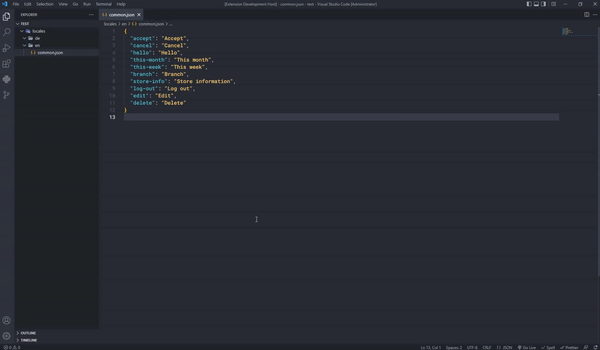 File Edit Selection View Go Run Terminal Help
[Extension Development Host] - common.json - test - Visual Studio Code [Administrator]
EXPLORER
common.json
TEST
locales
de
en
common.json
locales > en > common.json > ...
1 {
2 "accept": "Accept",
3 "cancel": "Cancel",
4 "hello": "Hello",
5 "this-month": "This month",
6 "this-week": "This week",
7 "branch": "Branch",
8 "store-info": "Store information",
9 "log-out": "Log out",
10 "edit": "Edit",
11 "delete": "Delete"
12 }
13
OUTLINE
TIMELINE
0 0
Ln 13, Col 1 Spaces: 2 UTF-8 CRLF {} JSON Go Live Spell Prettier